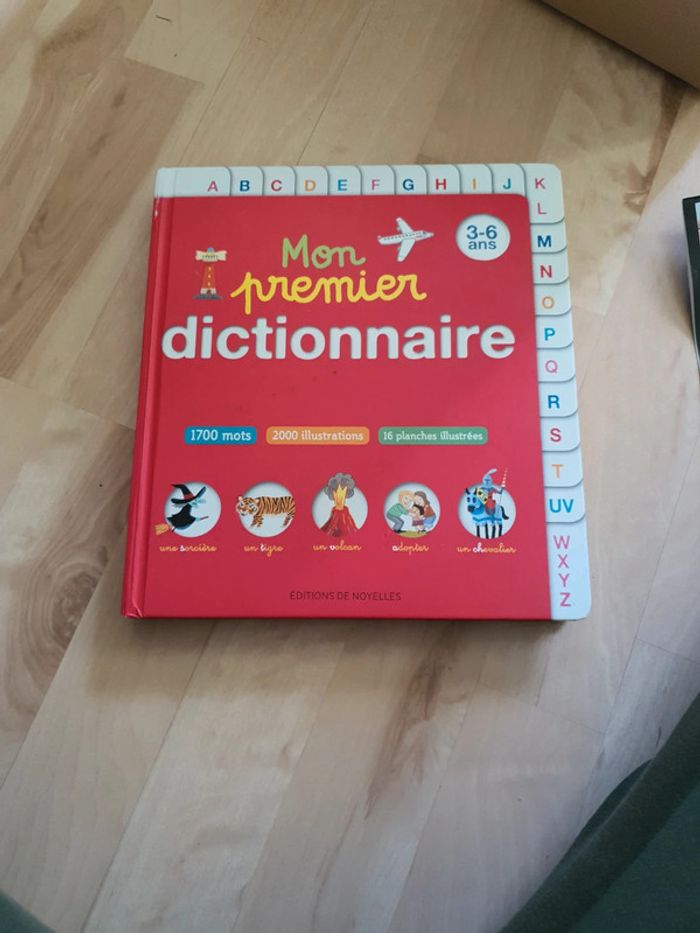 A B C D E F G H I J K
L
M
N
O
P
Q
R
S
T
UV
W
X
Y
Z
3-6
ans
Mon
premier
dictionnaire
1700 mots 2000 illustrations 16 planches illustrées
une sorcière un tigre un volcan adopter un chevalier
ÉDITIONS DE NOYELLES